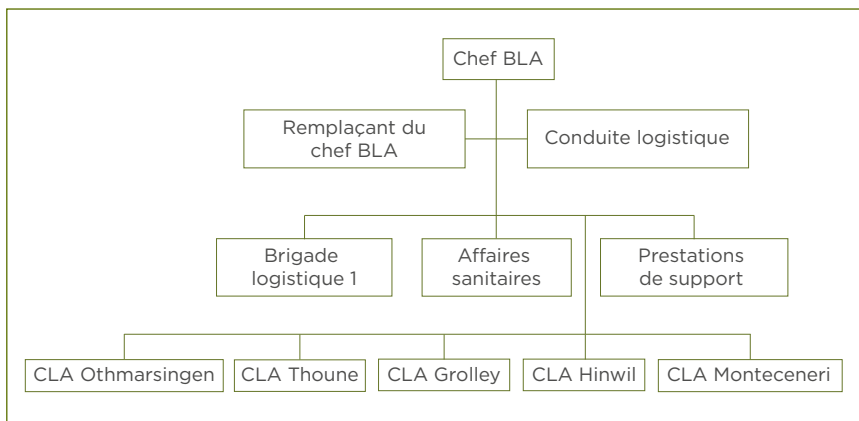 Chef BLA
Remplaçant du
chef BLA
Conduite logistique
Brigade
logistique 1
Affaires
sanitaires
Prestations
de support
CLA Othmarsingen
CLA Thoune
CLA Grolley
CLA Hinwil
CLA Monteceneri